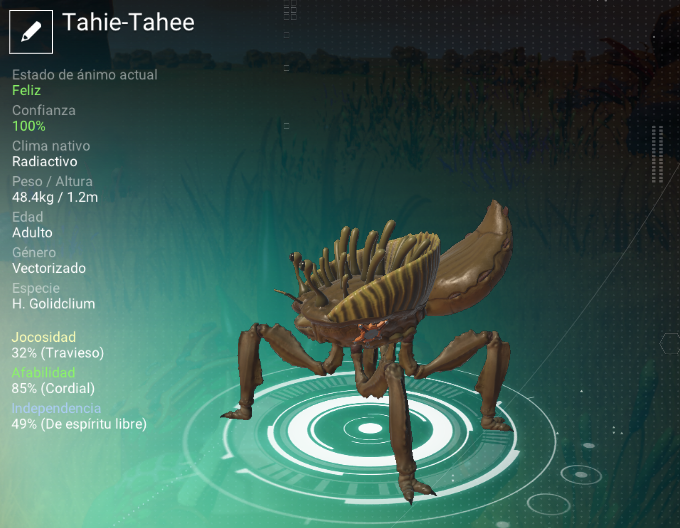 Tahie-Tahee
Estado de ánimo actual
Feliz
Confianza
100%
Clima nativo
Radiactivo
Peso / Altura
48.4kg / 1.2m
Edad
Adulto
Género
Vectorizado
Especie
H. Golidclium
Jocosidad
32% (Travieso)
Afabilidad
85% (Cordial)
Independencia
49% (De espíritu libre)